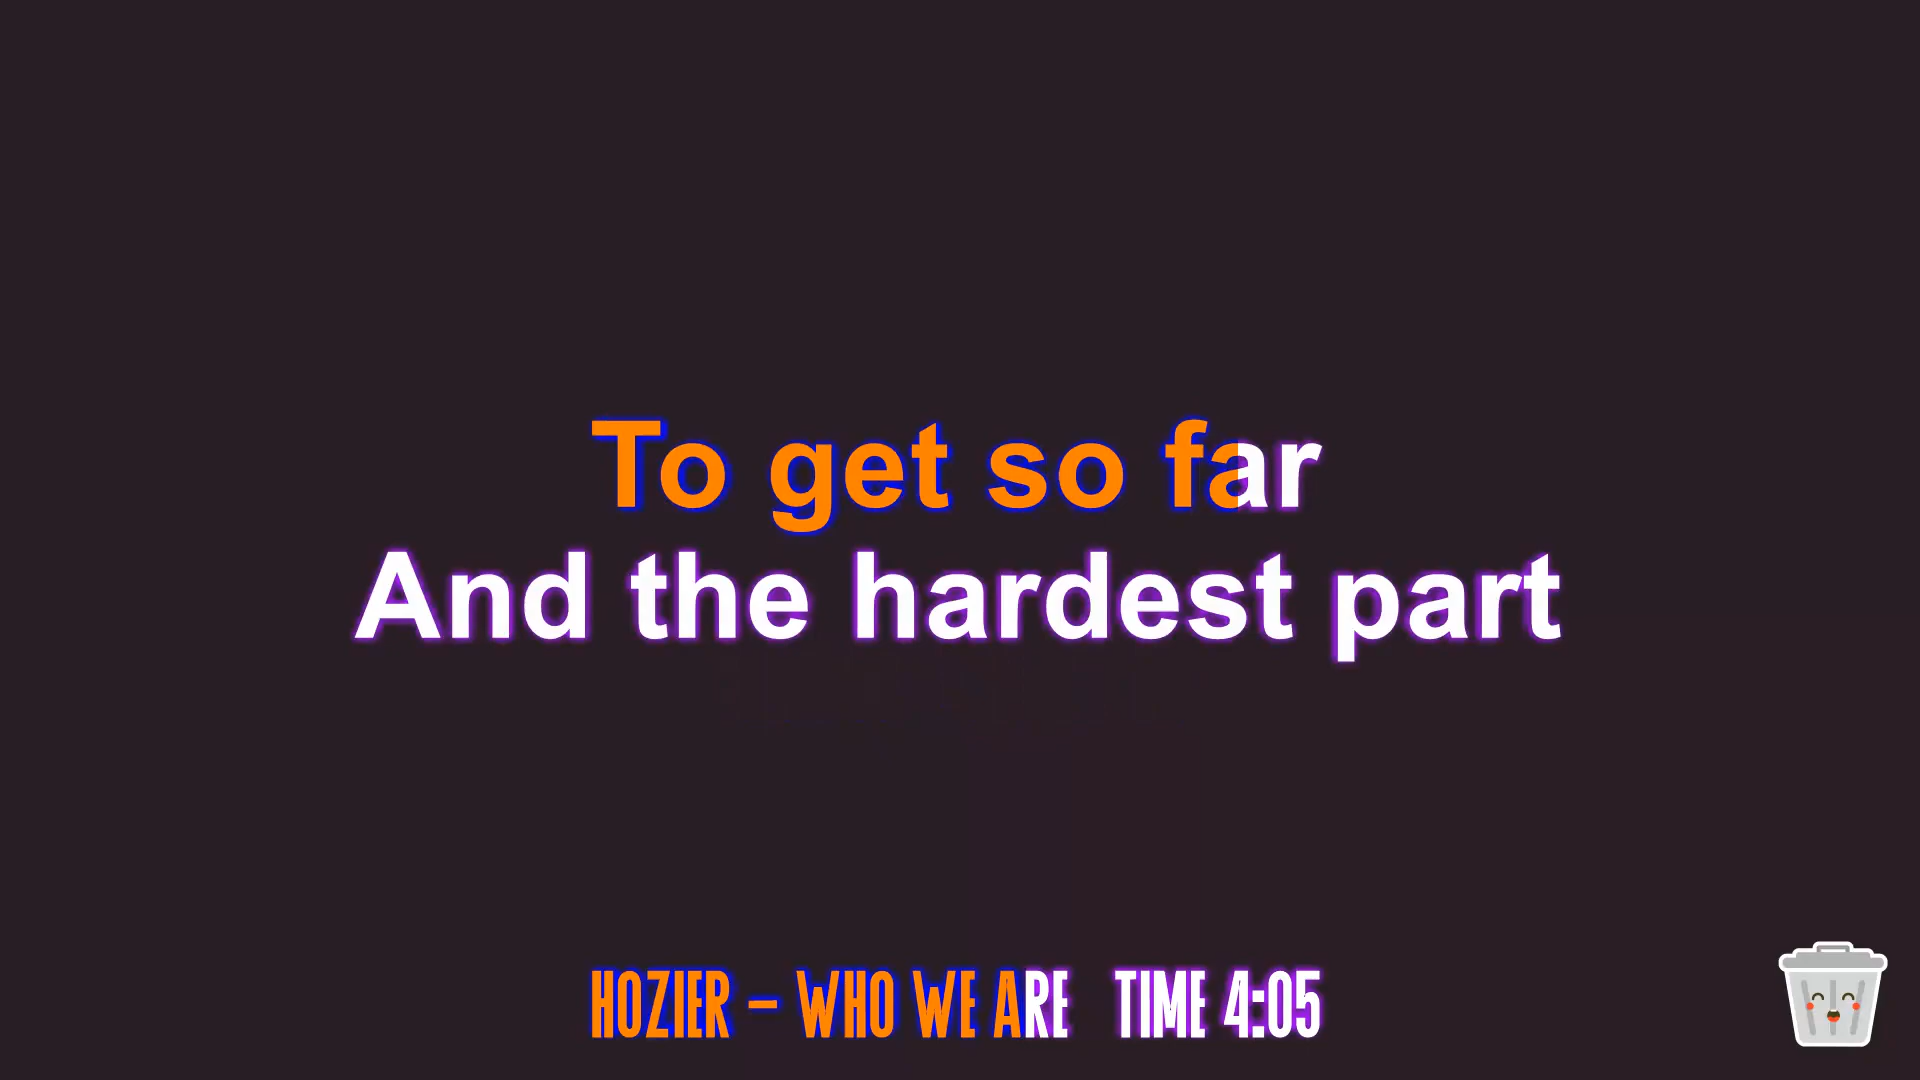 To get so far
And the hardest part
HOZIER - WHO WE ARE TIME 4:05